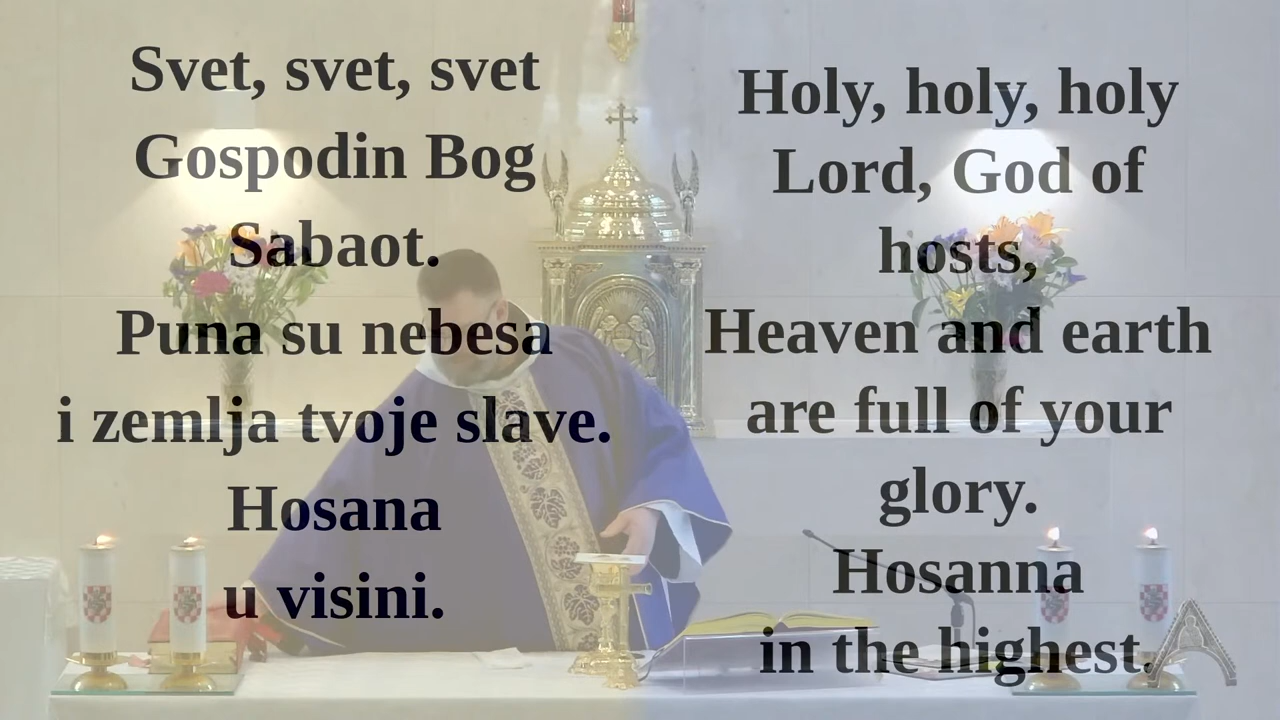 Svet, svet, svet
Gospodin Bog
Sabaot.
Puna su nebesa
i zemlja tvoje slave.
Hosana
u visini.
Holy, holy, holy
Lord, God of
hosts,
Heaven and earth
are full of your
glory.
Hosanna
in the highest.